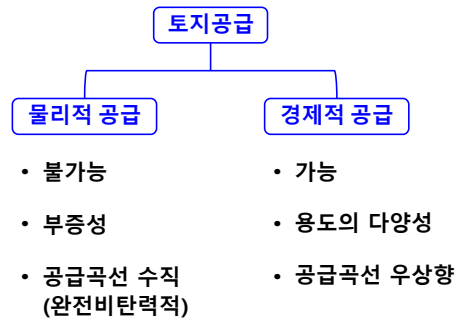 토지공급
물리적 공급
경제적 공급
• 불가능
• 부증성
• 공급곡선 수직
(완전비탄력적)
• 가능
• 용도의 다양성
• 공급곡선 우상향